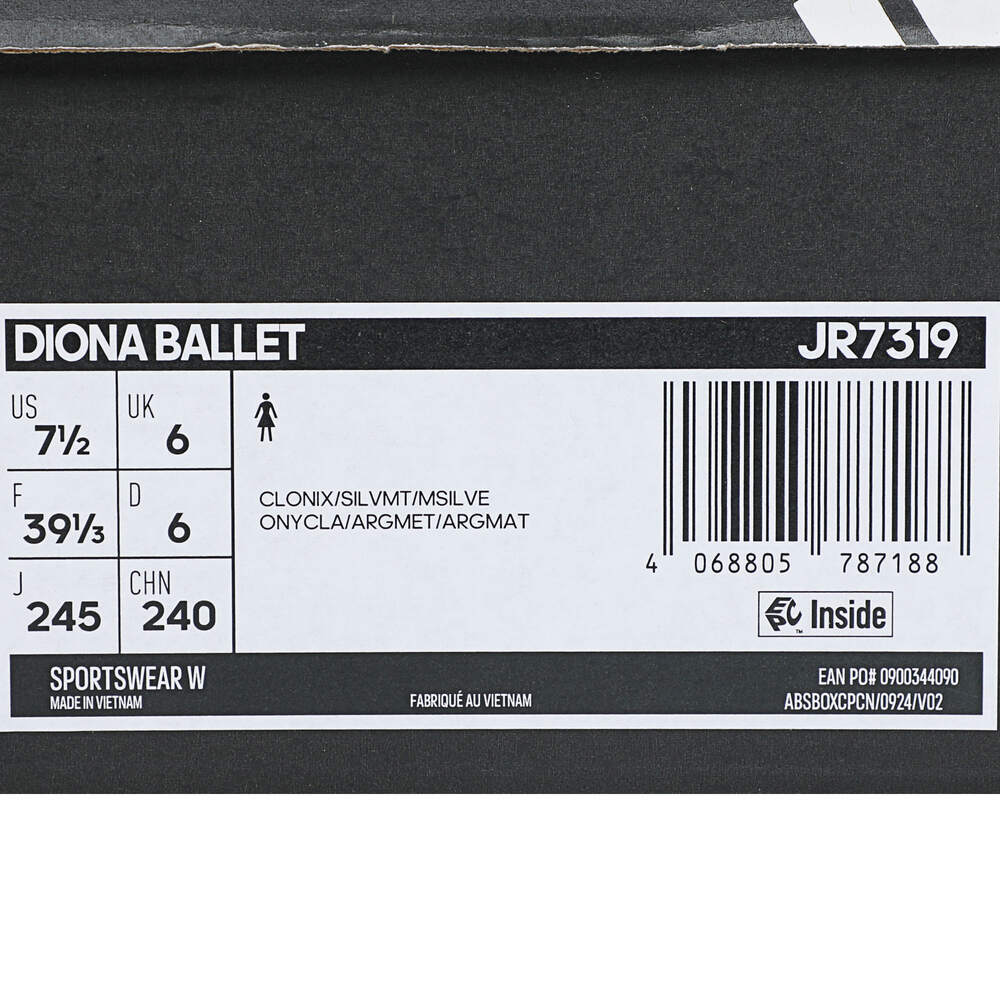 DIONA BALLET JR7319
US 7½ UK 6
F 39⅓ D 6
J 245 CHN 240
CLONIX/SILVMT/MSILVE
ONYCLA/ARGMET/ARGMAT
4 068805 787188
EPC™ Inside
SPORTSWEAR W EAN PO# 0900344090
MADE IN VIETNAM FABRIQUÉ AU VIETNAM ABSBOXCPCN/0924/V02